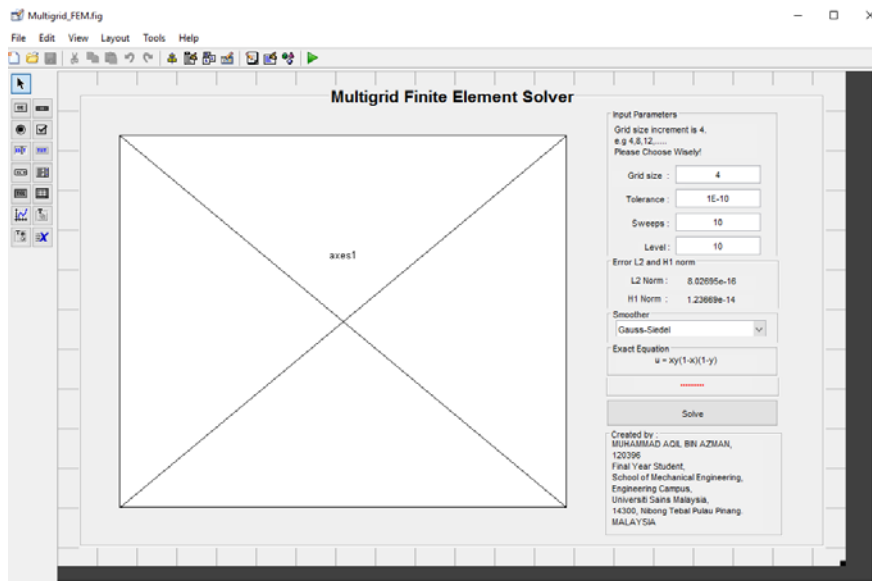 Multigrid_FEM.fig
File Edit View Layout Tools Help
Multigrid Finite Element Solver
axes1
Input Parameters
Grid size increment is 4.
e.g 4,8,12,....
Please Choose Wisely!
Grid size : 4
Tolerance : 1E-10
Sweeps : 10
Level : 10
Error L2 and H1 norm
L2 Norm : 8.02695e-16
H1 Norm : 1.23669e-14
Smoother
Gauss-Siedel
Exact Equation
u = xy(1-x)(1-y)
Solve
Created by :
MUHAMMAD AQIL BIN AZMAN,
120396
Final Year Student,
School of Mechanical Engineering,
Engineering Campus,
Universiti Sains Malaysia,
14300, Nibong Tebal Pulau Pinang.
MALAYSIA